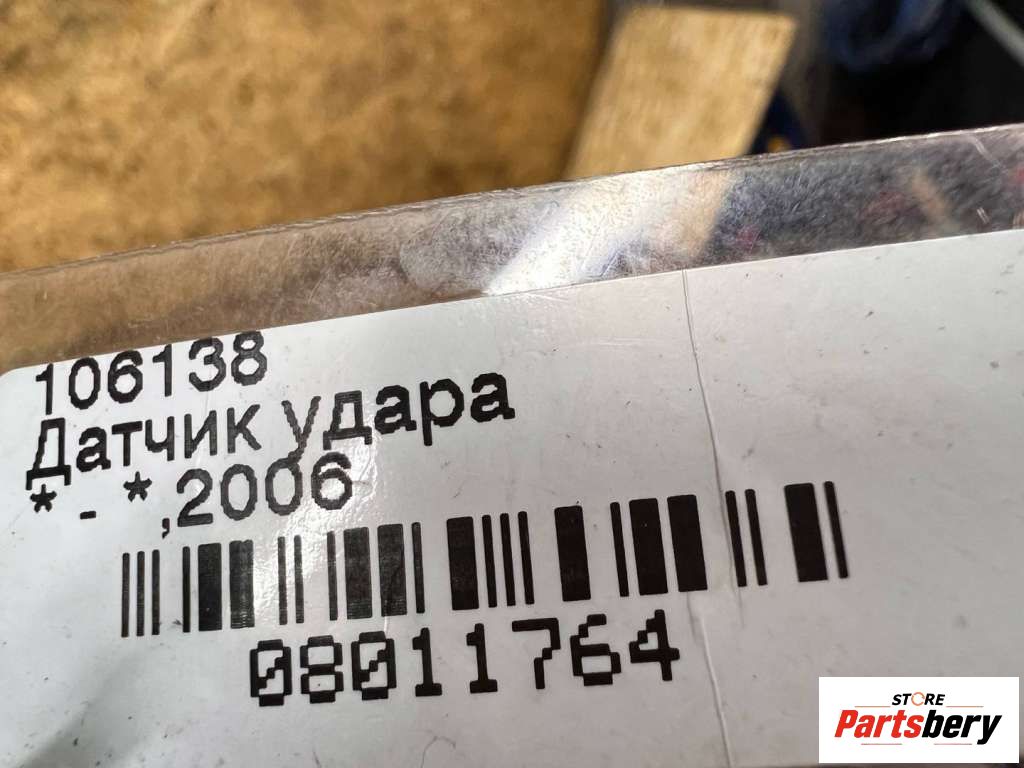 106138
Датчик удара
* - *,2006
08011764
STORE
Partsbery